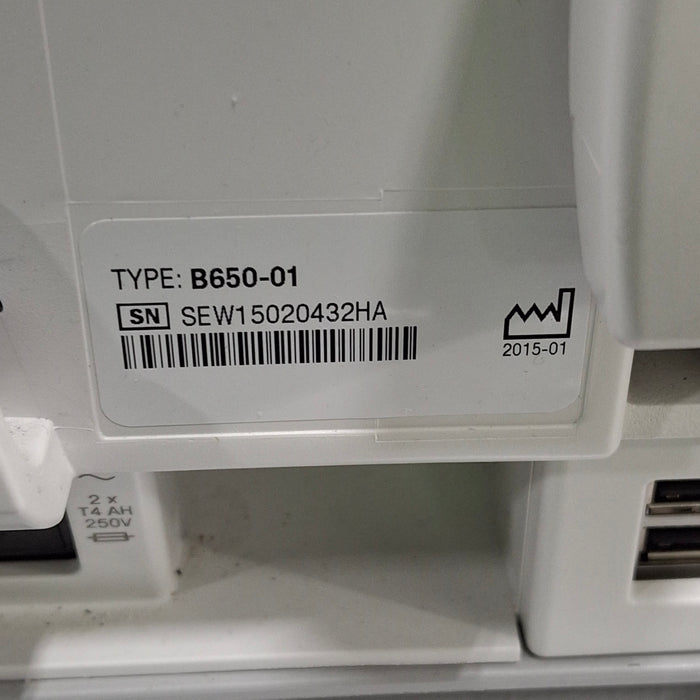 TYPE: B650-01
SN SEW15020432HA
2015-01
2 x
T4 AH
250V